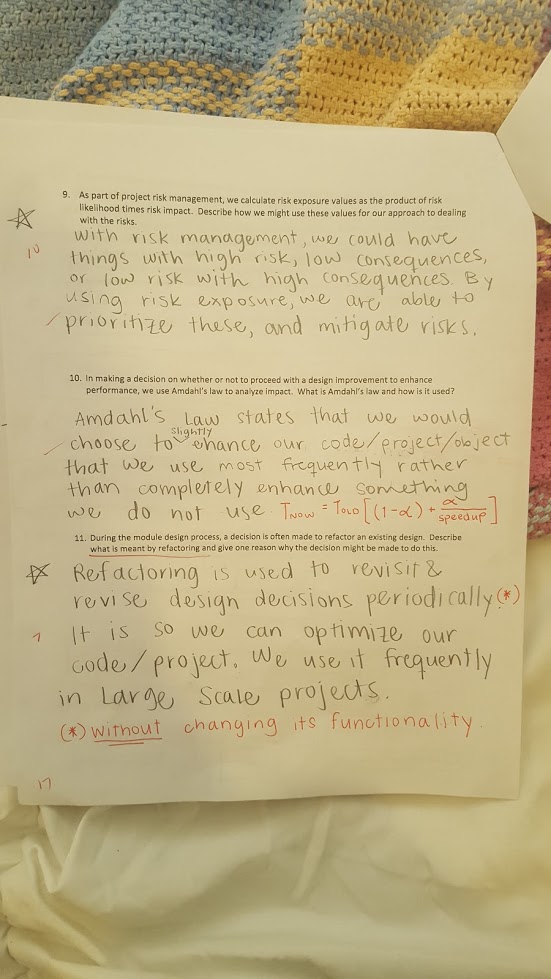 9. As part of project risk management, we calculate risk exposure values as the product of risk
likelihood times risk impact. Describe how we might use these values for our approach to dealing
with the risks.
10
with risk management, we could have
things with high risk, low consequences,
or low risk with high consequences. By
using risk exposure, we are able to
prioritize these, and mitigate risks.
10. In making a decision on whether or not to proceed with a design improvement to enhance
performance, we use Amdahl's law to analyze impact. What is Amdahl's law and how is it used?
Amdahl's Law states that we would
slightly
choose to ehance our code/project/object
that we use most frequently rather
than completely enhance something
we do not use TNOW = TOLD [(1-α) + α/speedup]
11. During the module design process, a decision is often made to refactor an existing design. Describe
what is meant by refactoring and give one reason why the decision might be made to do this.
Refactoring is used to revisit &
revise design decisions periodically. (*)
7
It is so we can optimize our
code/project. We use it frequently
in Large Scale projects.
(*) without changing its functionality.
17